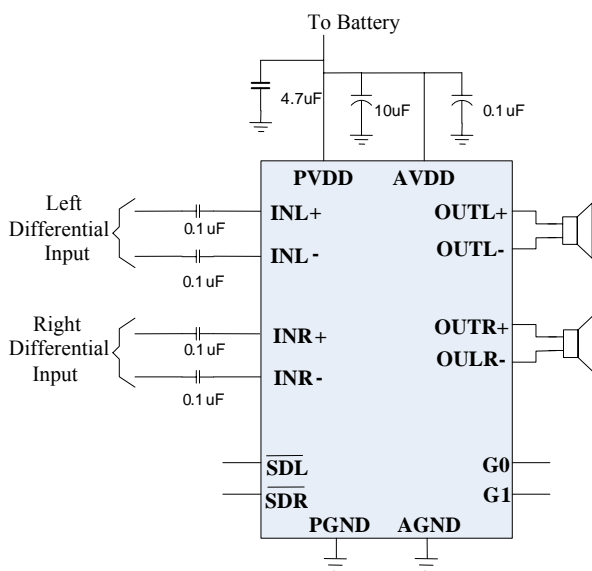 To Battery
4.7uF
10uF
0.1uF
PVDD
AVDD
Left
Differential
Input
0.1 uF
0.1 uF
INL+
INL-
OUTL+
OUTL-
Right
Differential
Input
0.1 uF
0.1 uF
INR+
INR-
OUTR+
OULR-
SDL
SDR
G0
G1
PGND
AGND